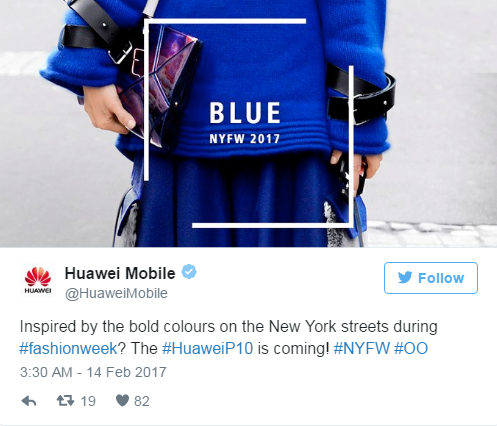 BLUE
NYFW 2017
HUAWEI
Huawei Mobile
@HuaweiMobile
Follow
Inspired by the bold colours on the New York streets during
#fashionweek? The #HuaweiP10 is coming! #NYFW #OO
3:30 AM - 14 Feb 2017
19 82